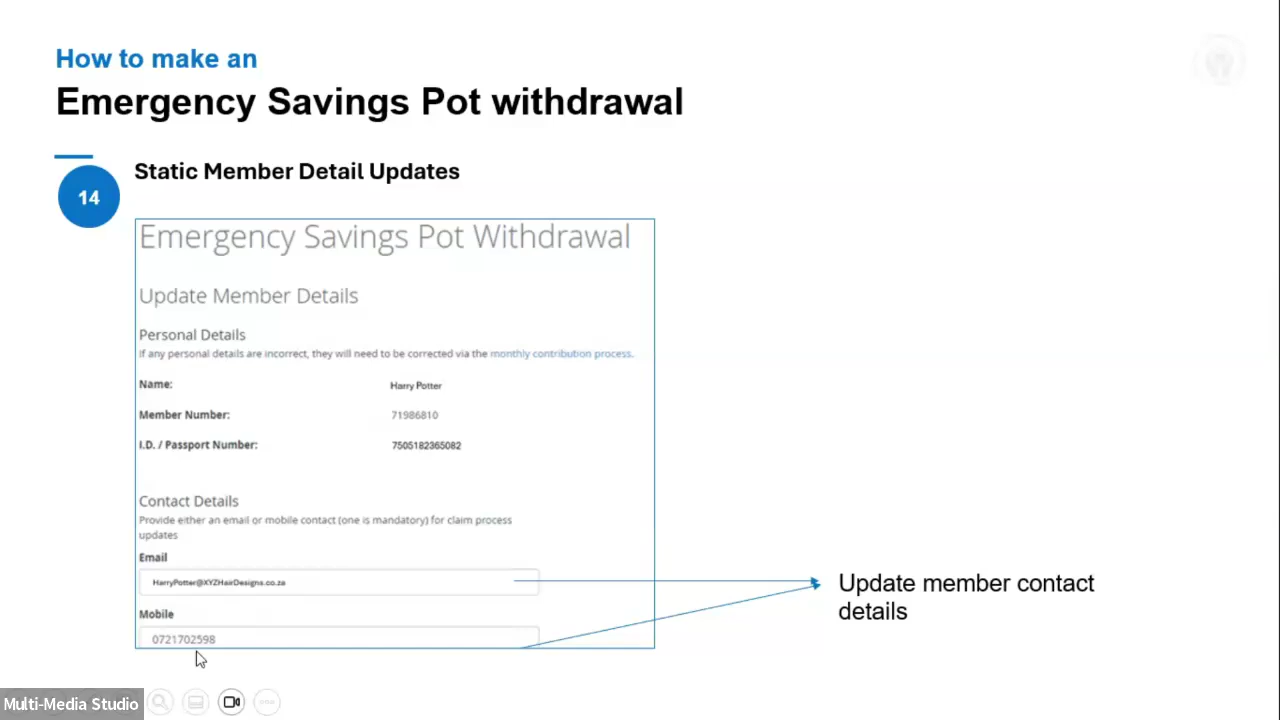 How to make an
Emergency Savings Pot withdrawal
14
Static Member Detail Updates
Emergency Savings Pot Withdrawal
Update Member Details
Personal Details
If any personal details are incorrect, they will need to be corrected via the monthly contribution process.
Name: Harry Potter
Member Number: 71986810
I.D. / Passport Number: 7505182365082
Contact Details
Provide either an email or mobile contact (one is mandatory) for claim process
updates
Email
HarryPotter@XYZHairDesigns.co.za
Mobile
0721702598
Update member contact
details
Multi-Media Studio